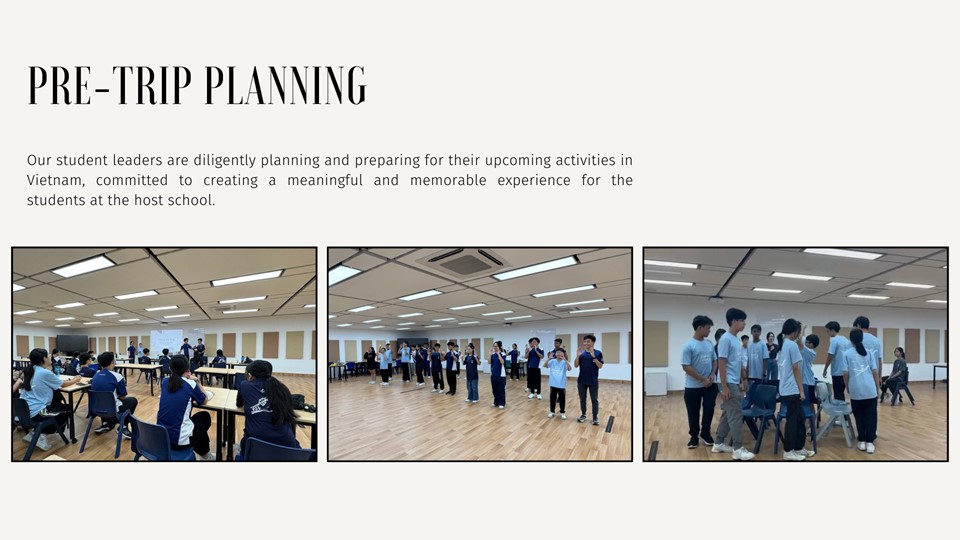 PRE-TRIP PLANNING
Our student leaders are diligently planning and preparing for their upcoming activities in
Vietnam, committed to creating a meaningful and memorable experience for the
students at the host school.